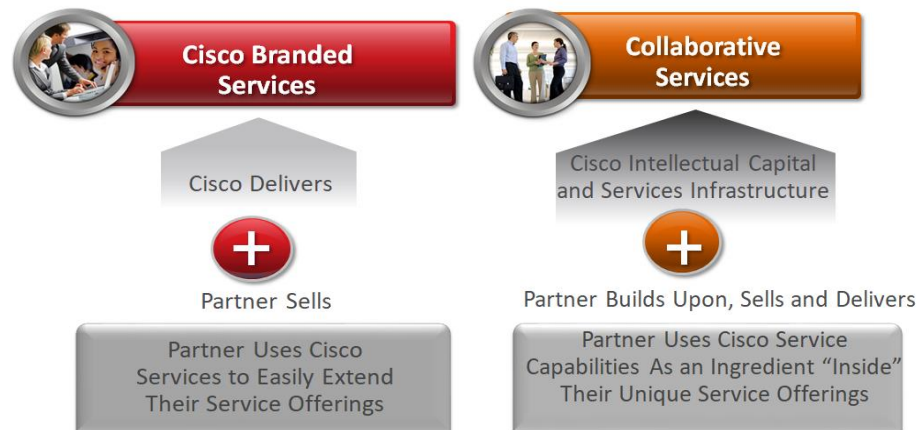 Cisco Branded
Services
Cisco Delivers
+
Partner Sells
Partner Uses Cisco
Services to Easily Extend
Their Service Offerings
Collaborative
Services
Cisco Intellectual Capital
and Services Infrastructure
+
Partner Builds Upon, Sells and Delivers
Partner Uses Cisco Service
Capabilities As an Ingredient “Inside”
Their Unique Service Offerings